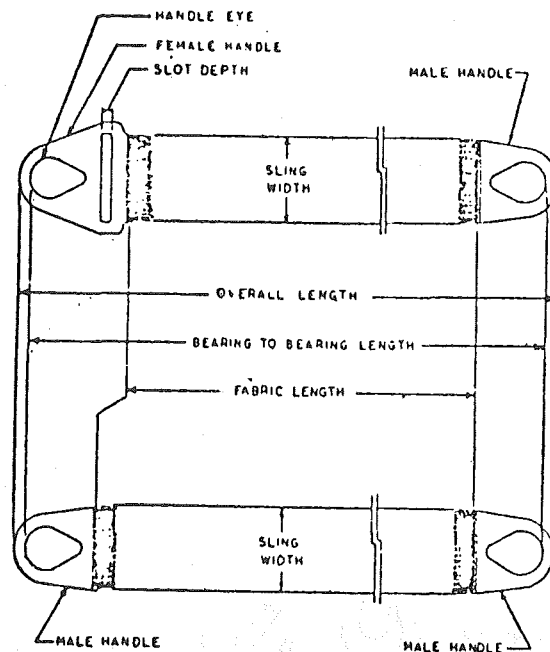 HANDLE EYE
FEMALE HANDLE
SLOT DEPTH
MALE HANDLE
SLING
WIDTH
OVERALL LENGTH
BEARING TO BEARING LENGTH
FABRIC LENGTH
SLING
WIDTH
MALE HANDLE
MALE HANDLE